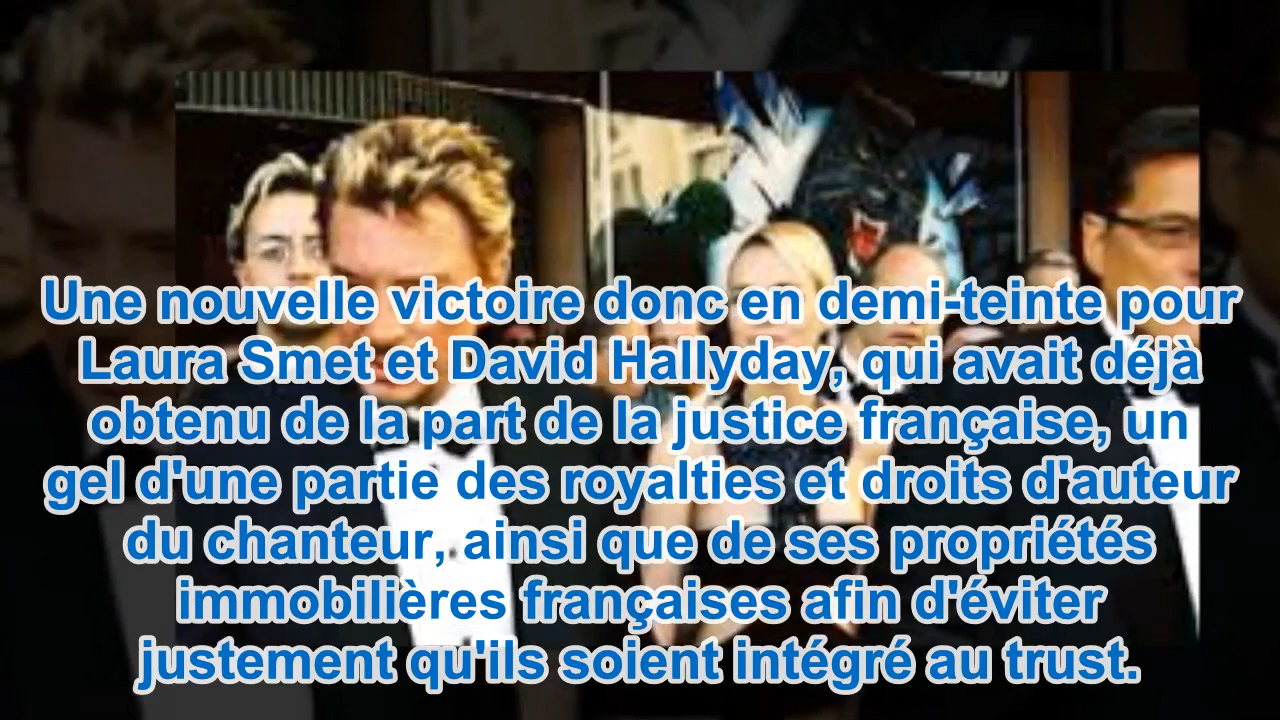 Une nouvelle victoire donc en demi-teinte pour
Laura Smet et David Hallyday, qui avait déjà
obtenu de la part de la justice française, un
gel d'une partie des royalties et droits d'auteur
du chanteur, ainsi que de ses propriétés
immobilières françaises afin d'éviter
justement qu'ils soient intégré au trust.